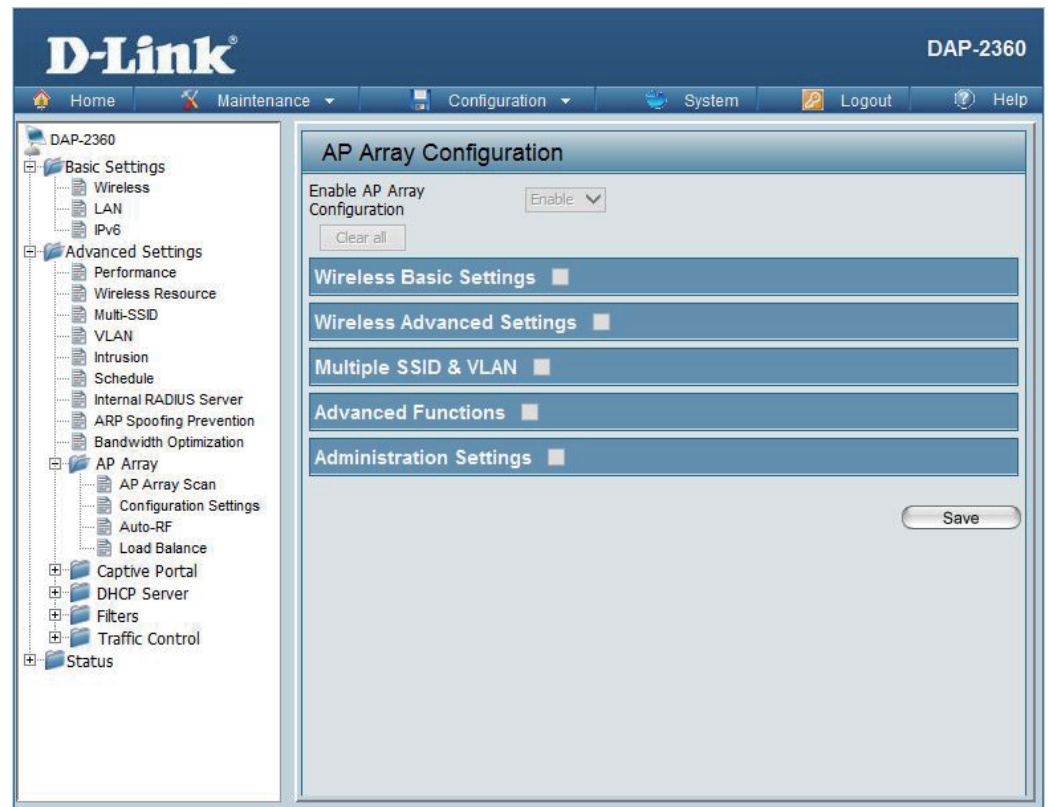 D-Link®
DAP-2360
Home Maintenance Configuration System Logout Help
DAP-2360
Basic Settings
Wireless
LAN
IPv6
Advanced Settings
Performance
Wireless Resource
Multi-SSID
VLAN
Intrusion
Schedule
Internal RADIUS Server
ARP Spoofing Prevention
Bandwidth Optimization
AP Array
AP Array Scan
Configuration Settings
Auto-RF
Load Balance
Captive Portal
DHCP Server
Filters
Traffic Control
Status
AP Array Configuration
Enable AP Array
Configuration
Enable
Clear all
Wireless Basic Settings
Wireless Advanced Settings
Multiple SSID & VLAN
Advanced Functions
Administration Settings
Save